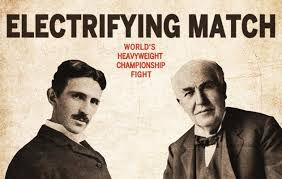 ELECTRIFYING MATCH
WORLD'S
HEAVYWEIGHT
CHAMPIONSHIP
FIGHT